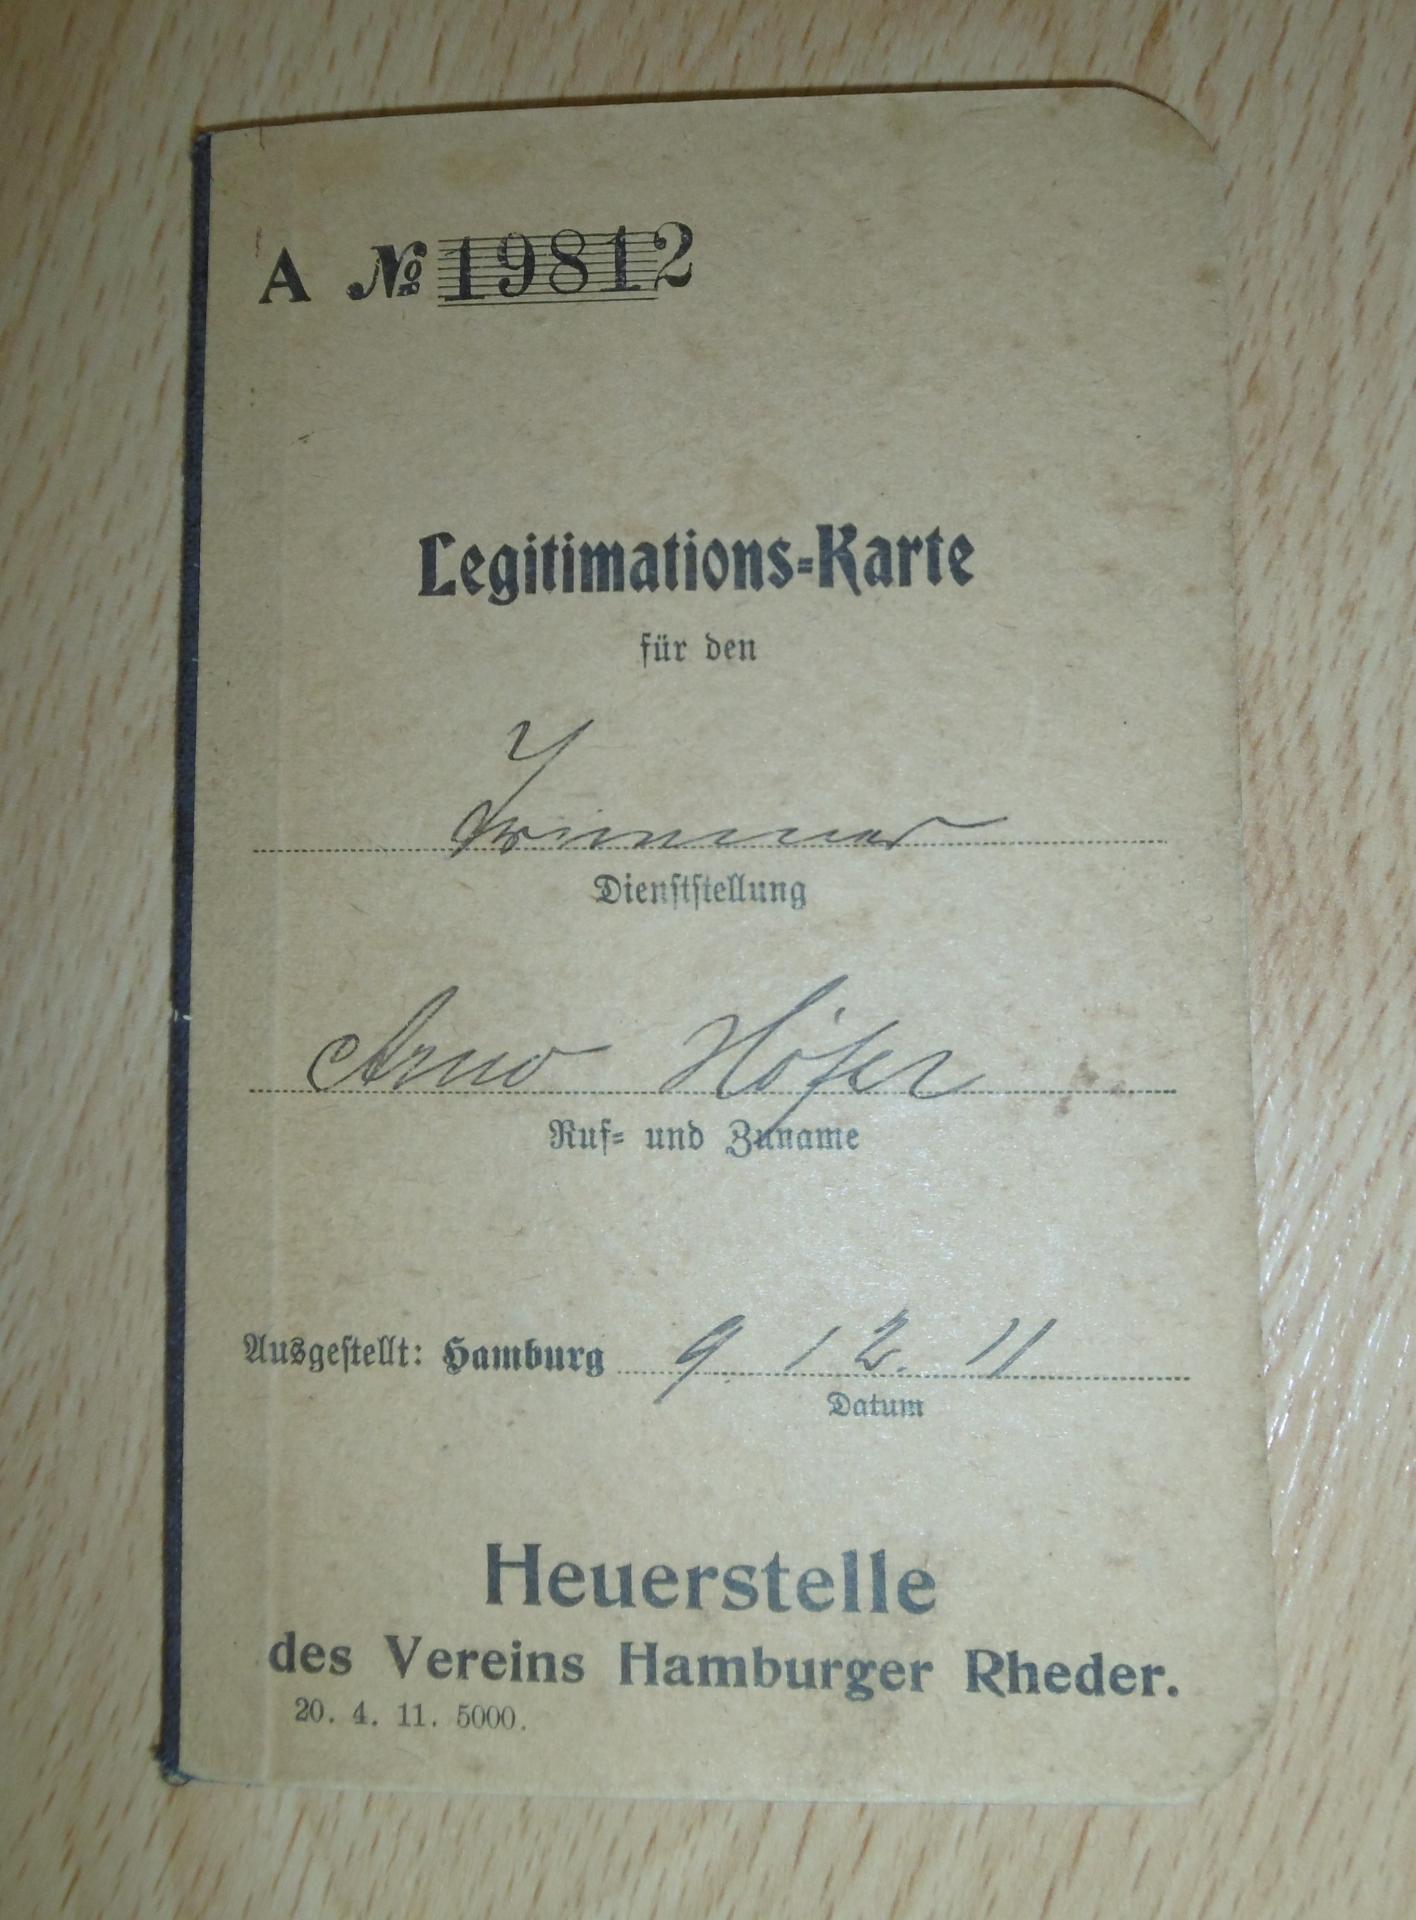 A № 19812
Legitimations-Karte
für den
Trimmer
Dienststellung
Arno Höfer
Ruf- und Zuname
Ausgestellt: Hamburg 9. 12. 11
Datum
Heuerstelle
des Vereins Hamburger Rheder.
20. 4. 11. 5000.